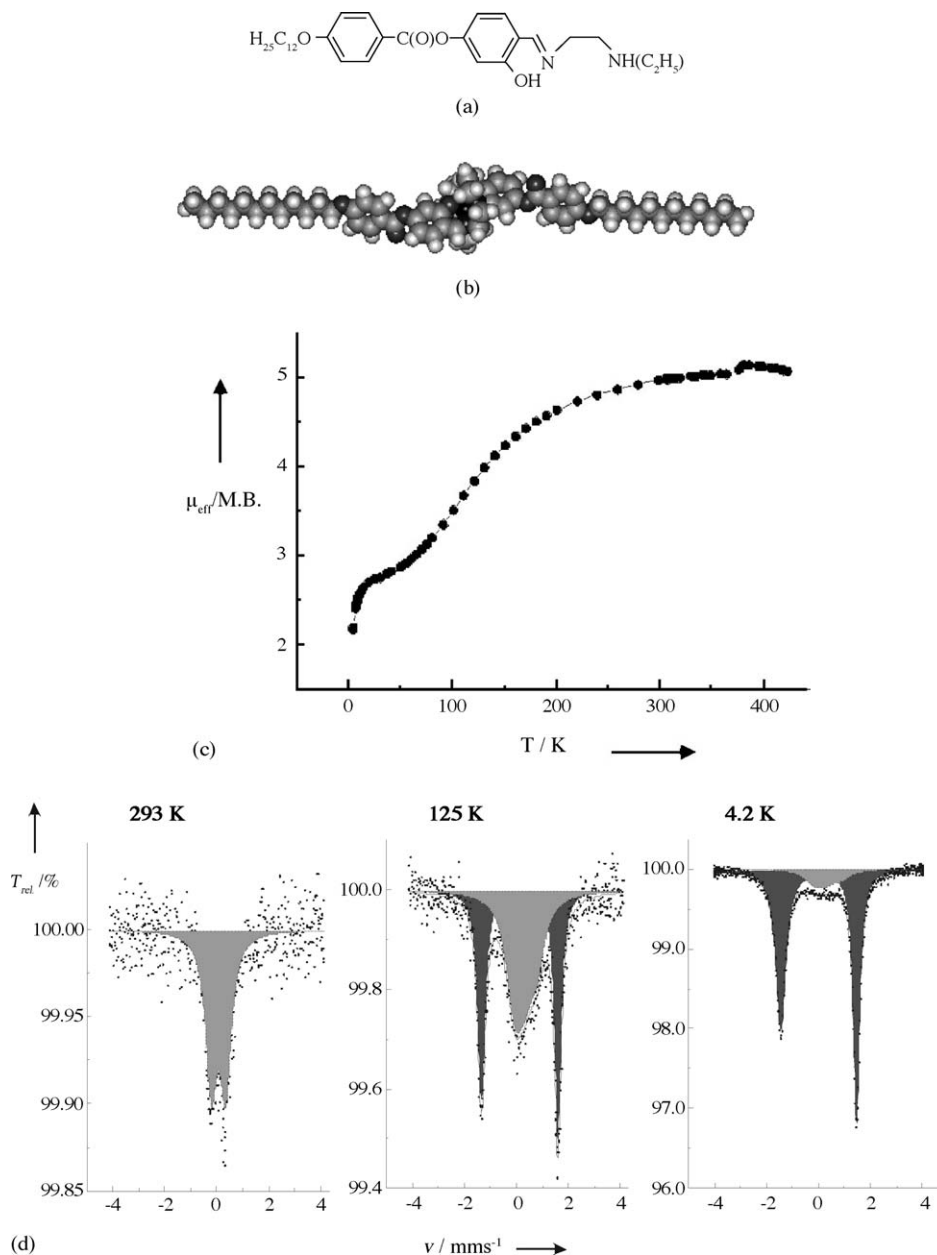 H₂₅C₁₂O
C(O)O
OH
N
NH(C₂H₅)
(a)
(b)
5
4
μeff/M.B.
3
2
0 100 200 300 400
(c)
T / K
(d)
293 K 125 K 4.2 K
Trel. /%
100.00
99.95
99.90
99.85
100.0
99.8
99.6
99.4
100.0
99.0
98.0
97.0
96.0
-4 -2 0 2 4 -4 -2 0 2 4 -4 -2 0 2 4
v / mms⁻¹